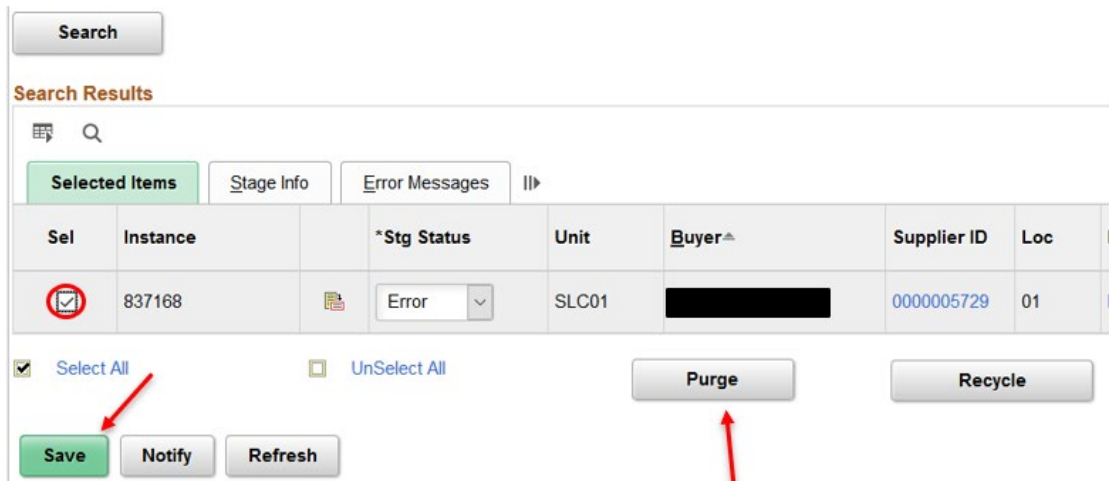 Search
Search Results
Selected Items Stage Info Error Messages
Sel Instance *Stg Status Unit Buyer Supplier ID Loc
837168 Error SLC01 0000005729 01
Select All UnSelect All Purge Recycle
Save Notify Refresh